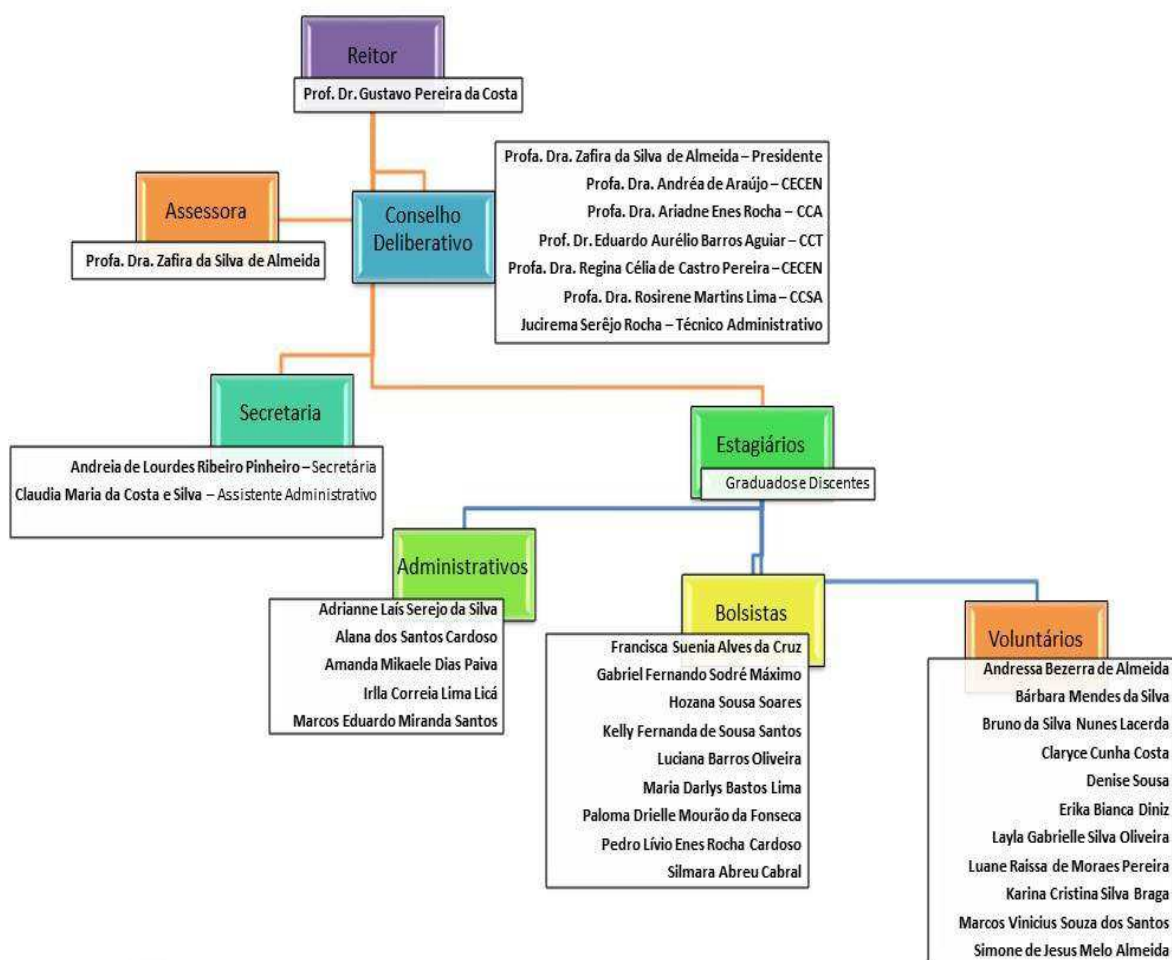 Reitor
Prof. Dr. Gustavo Pereira da Costa
Assessora
Profa. Dra. Zafira da Silva de Almeida
Conselho
Deliberativo
Profa. Dra. Zafira da Silva de Almeida – Presidente
Profa. Dra. Andréa de Araújo – CECEN
Profa. Dra. Ariadne Enes Rocha – CCA
Prof. Dr. Eduardo Aurélio Barros Aguiar – CCT
Profa. Dra. Regina Célia de Castro Pereira – CECEN
Profa. Dra. Rosirene Martins Lima – CCSA
Jucirema Serêjo Rocha – Técnico Administrativo
Secretaria
Andreia de Lourdes Ribeiro Pinheiro – Secretária
Claudia Maria da Costa e Silva – Assistente Administrativo
Estagiários
Graduados e Discentes
Administrativos
Adrianne Laís Serejo da Silva
Alana dos Santos Cardoso
Amanda Mikaele Dias Paiva
Irlla Correia Lima Licá
Marcos Eduardo Miranda Santos
Bolsistas
Francisca Suenia Alves da Cruz
Gabriel Fernando Sodré Máximo
Hozana Sousa Soares
Kelly Fernanda de Sousa Santos
Luciana Barros Oliveira
Maria Darlys Bastos Lima
Paloma Drielle Mourão da Fonseca
Pedro Lívio Enes Rocha Cardoso
Silmara Abreu Cabral
Voluntários
Andressa Bezerra de Almeida
Bárbara Mendes da Silva
Bruno da Silva Nunes Lacerda
Claryce Cunha Costa
Denise Sousa
Erika Bianca Diniz
Layla Gabrielle Silva Oliveira
Luane Raissa de Moraes Pereira
Karina Cristina Silva Braga
Marcos Vinicius Souza dos Santos
Simone de Jesus Melo Almeida